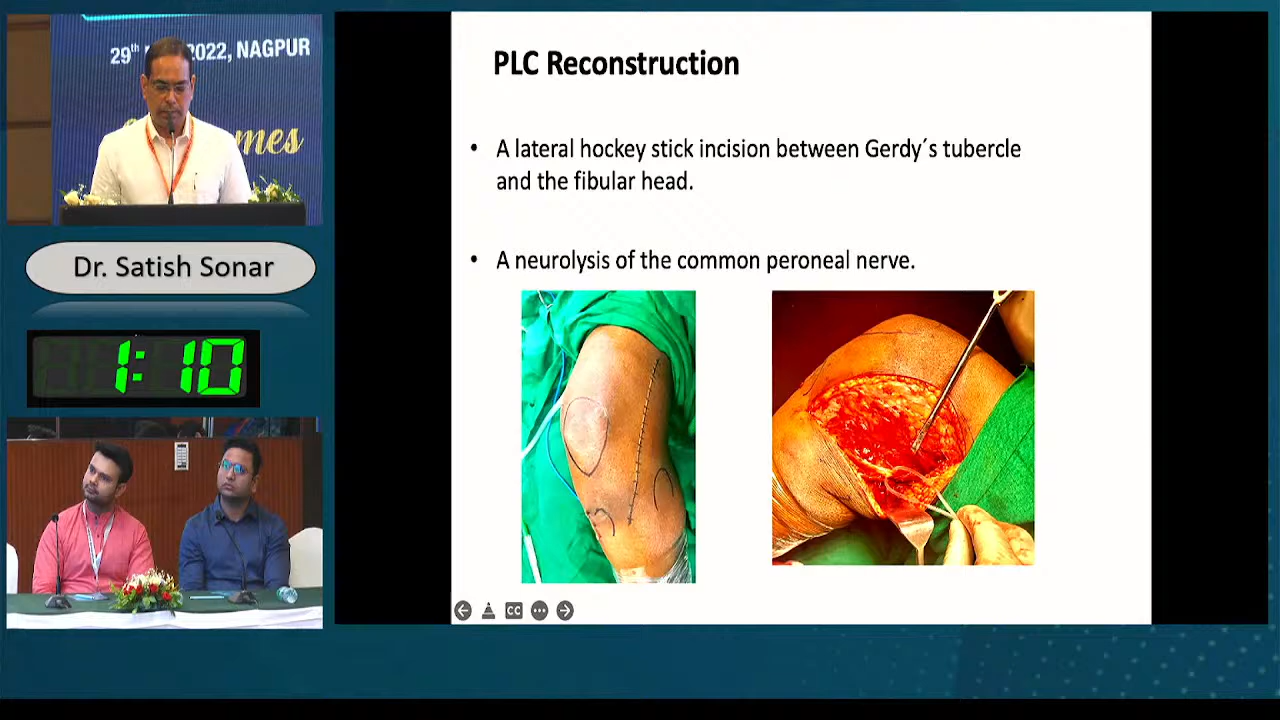 29th 2022, NAGPUR
Dr. Satish Sonar
1:10
PLC Reconstruction
• A lateral hockey stick incision between Gerdy´s tubercle
and the fibular head.
• A neurolysis of the common peroneal nerve.
CC